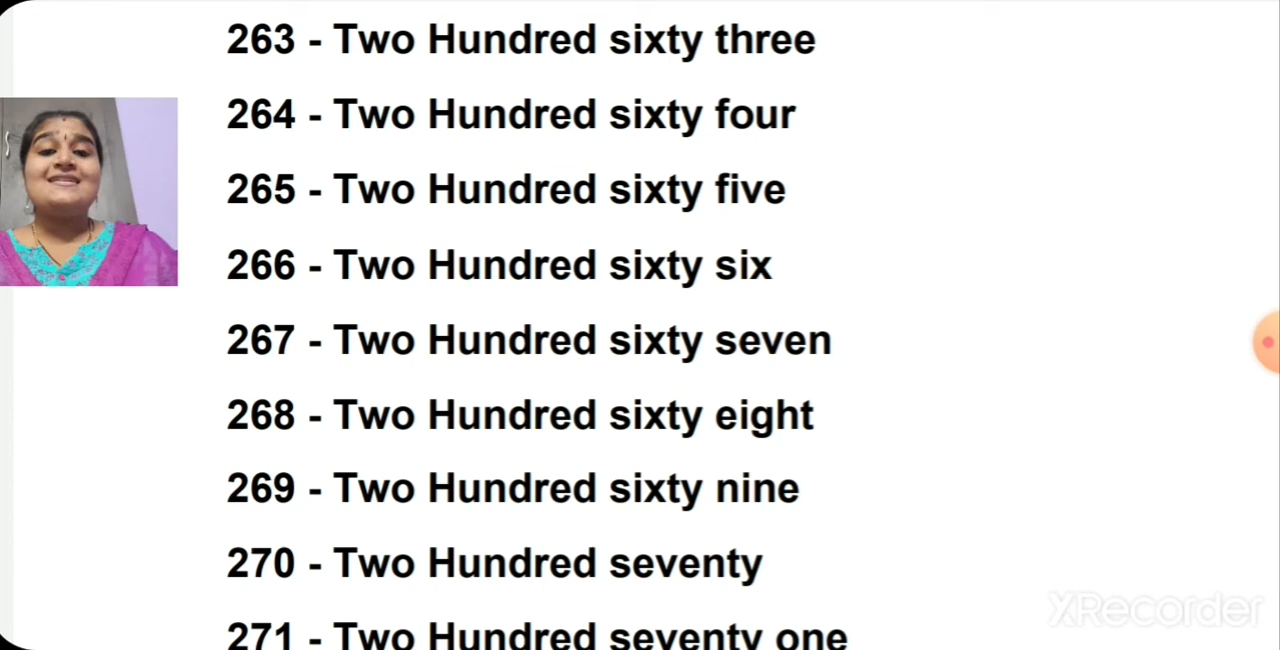 263 - Two Hundred sixty three
264 - Two Hundred sixty four
265 - Two Hundred sixty five
266 - Two Hundred sixty six
267 - Two Hundred sixty seven
268 - Two Hundred sixty eight
269 - Two Hundred sixty nine
270 - Two Hundred seventy
271 - Two Hundred seventy one
XRecorder